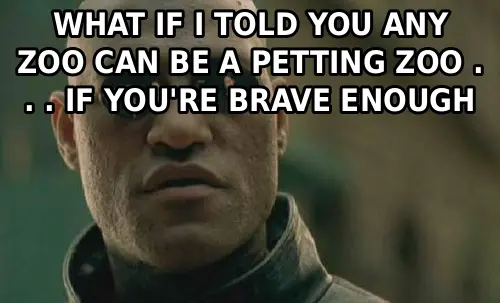 WHAT IF I TOLD YOU ANY
ZOO CAN BE A PETTING ZOO .
. . IF YOU'RE BRAVE ENOUGH